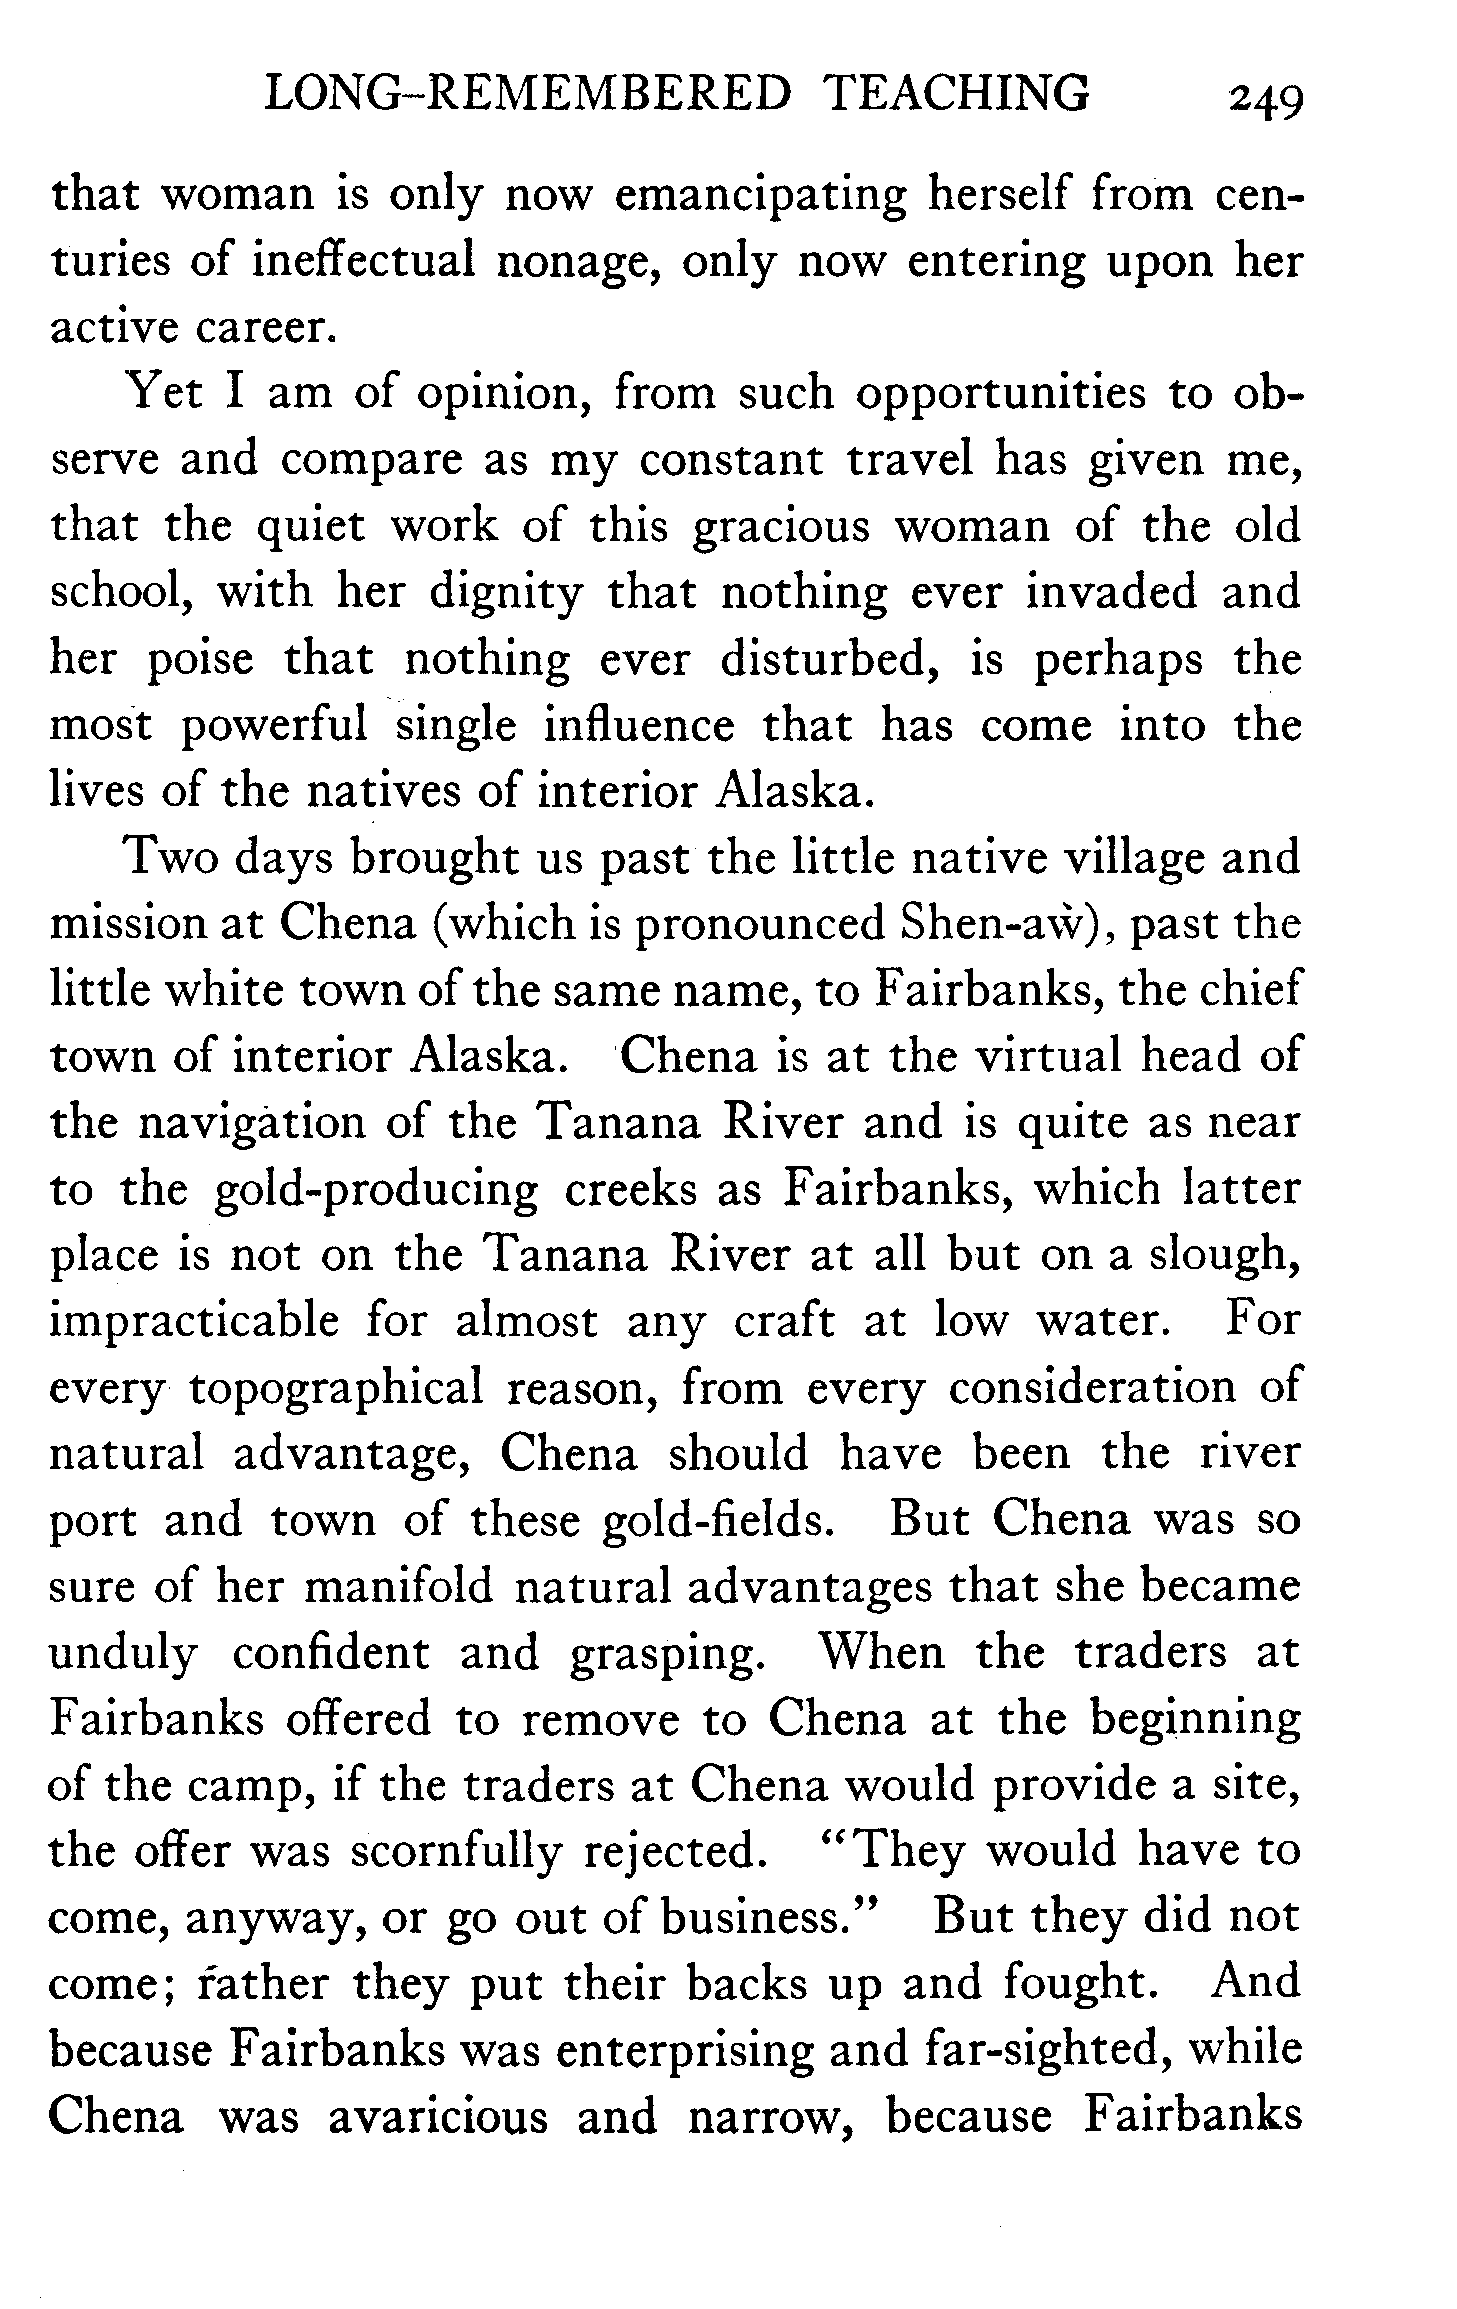 LONG-REMEMBERED TEACHING 249
that woman is only now emancipating herself from cen-
turies of ineffectual nonage, only now entering upon her
active career.
Yet I am of opinion, from such opportunities to ob-
serve and compare as my constant travel has given me,
that the quiet work of this gracious woman of the old
school, with her dignity that nothing ever invaded and
her poise that nothing ever disturbed, is perhaps the
most powerful single influence that has come into the
lives of the natives of interior Alaska.
Two days brought us past the little native village and
mission at Chena (which is pronounced Shen-aw), past the
little white town of the same name, to Fairbanks, the chief
town of interior Alaska. Chena is at the virtual head of
the navigation of the Tanana River and is quite as near
to the gold-producing creeks as Fairbanks, which latter
place is not on the Tanana River at all but on a slough,
impracticable for almost any craft at low water. For
every topographical reason, from every consideration of
natural advantage, Chena should have been the river
port and town of these gold-fields. But Chena was so
sure of her manifold natural advantages that she became
unduly confident and grasping. When the traders at
Fairbanks offered to remove to Chena at the beginning
of the camp, if the traders at Chena would provide a site,
the offer was scornfully rejected. "They would have to
come, anyway, or go out of business." But they did not
come; rather they put their backs up and fought. And
because Fairbanks was enterprising and far-sighted, while
Chena was avaricious and narrow, because Fairbanks